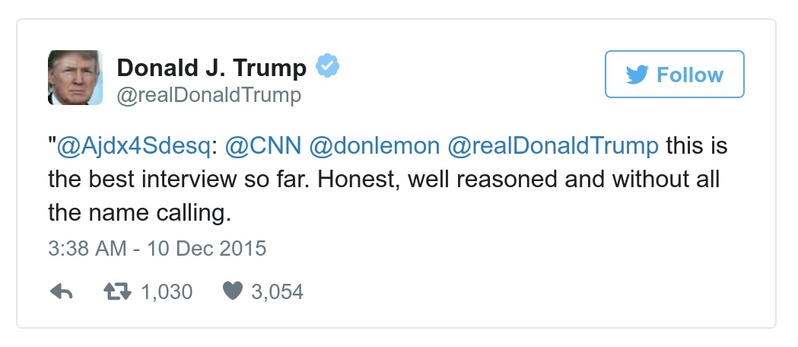 Donald J. Trump
@realDonaldTrump
Follow
"@Ajdx4Sdesq: @CNN @donlemon @realDonaldTrump this is
the best interview so far. Honest, well reasoned and without all
the name calling.
3:38 AM - 10 Dec 2015
1,030 3,054